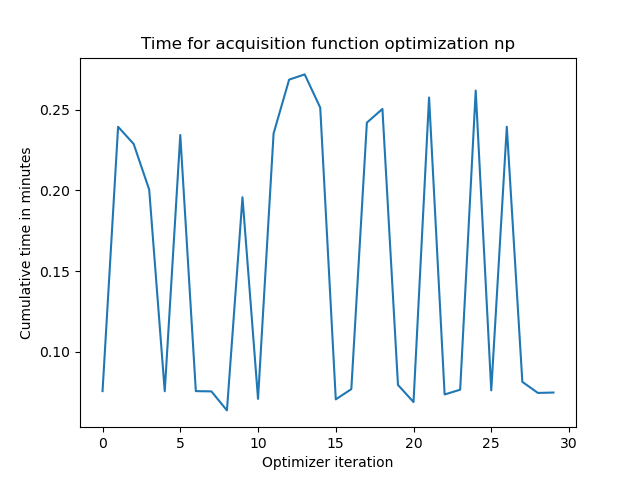 Time for acquisition function optimization np
Cumulative time in minutes
0.25
0.20
0.15
0.10
0 5 10 15 20 25 30
Optimizer iteration